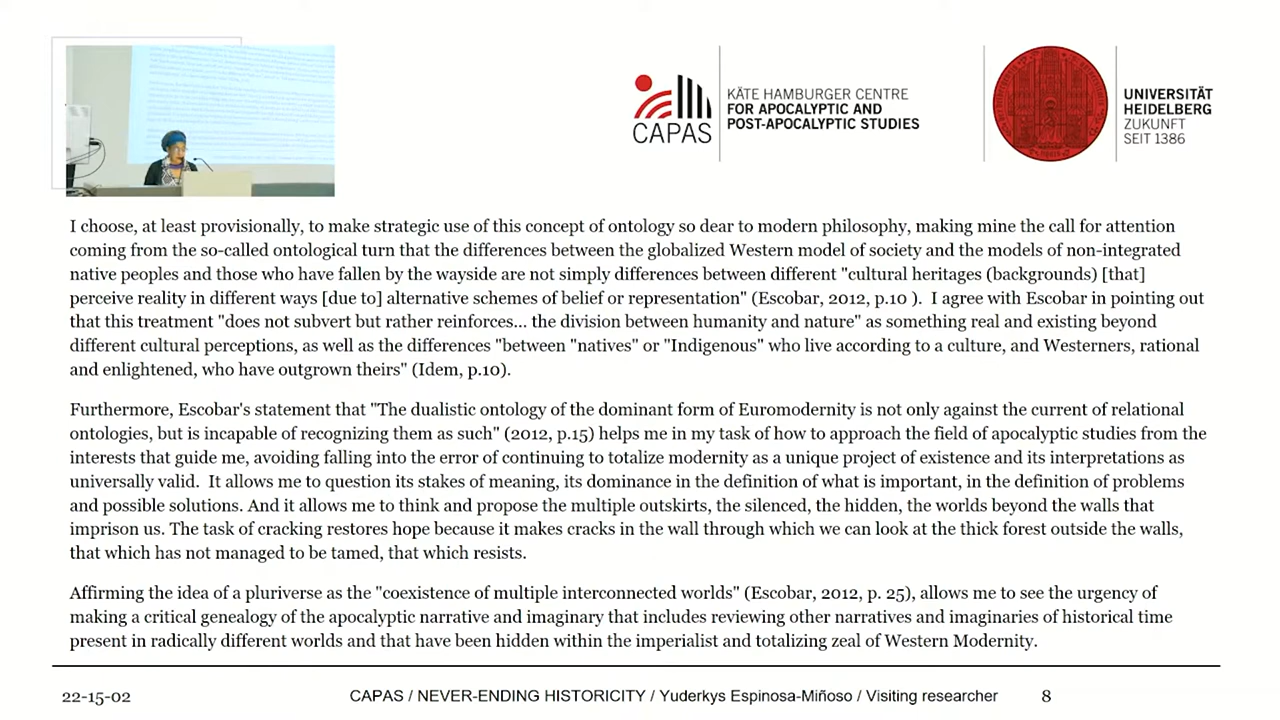 CAPAS
KÄTE HAMBURGER CENTRE
FOR APOCALYPTIC AND
POST-APOCALYPTIC STUDIES
UNIVERSITÄT
HEIDELBERG
ZUKUNFT
SEIT 1386
I choose, at least provisionally, to make strategic use of this concept of ontology so dear to modern philosophy, making mine the call for attention
coming from the so-called ontological turn that the differences between the globalized Western model of society and the models of non-integrated
native peoples and those who have fallen by the wayside are not simply differences between different "cultural heritages (backgrounds) [that]
perceive reality in different ways [due to] alternative schemes of belief or representation" (Escobar, 2012, p.10 ).  I agree with Escobar in pointing out
that this treatment "does not subvert but rather reinforces... the division between humanity and nature" as something real and existing beyond
different cultural perceptions, as well as the differences "between "natives" or "Indigenous" who live according to a culture, and Westerners, rational
and enlightened, who have outgrown theirs" (Idem, p.10).
Furthermore, Escobar's statement that "The dualistic ontology of the dominant form of Euromodernity is not only against the current of relational
ontologies, but is incapable of recognizing them as such" (2012, p.15) helps me in my task of how to approach the field of apocalyptic studies from the
interests that guide me, avoiding falling into the error of continuing to totalize modernity as a unique project of existence and its interpretations as
universally valid.  It allows me to question its stakes of meaning, its dominance in the definition of what is important, in the definition of problems
and possible solutions. And it allows me to think and propose the multiple outskirts, the silenced, the hidden, the worlds beyond the walls that
imprison us. The task of cracking restores hope because it makes cracks in the wall through which we can look at the thick forest outside the walls,
that which has not managed to be tamed, that which resists.
Affirming the idea of a pluriverse as the "coexistence of multiple interconnected worlds" (Escobar, 2012, p. 25), allows me to see the urgency of
making a critical genealogy of the apocalyptic narrative and imaginary that includes reviewing other narratives and imaginaries of historical time
present in radically different worlds and that have been hidden within the imperialist and totalizing zeal of Western Modernity.
22-15-02
CAPAS / NEVER-ENDING HISTORICITY / Yuderkys Espinosa-Miñoso / Visiting researcher
8